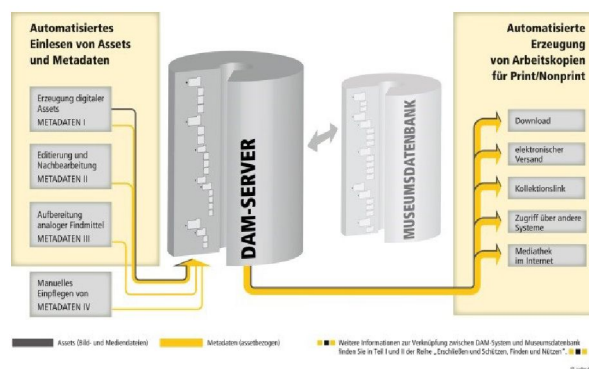 Automatisiertes
Einlesen von Assets
und Metadaten
Erzeugung digitaler
Assets
METADATEN I
Editierung und
Nachbearbeitung
METADATEN II
Aufbereitung
analoger Findmittel
METADATEN III
Manuelles
Einpflegen von
METADATEN IV
DAM-SERVER
MUSEUMSDATENBANK
Automatisierte
Erzeugung
von Arbeitskopien
für Print/Nonprint
Download
elektronischer
Versand
Kollektionslink
Zugriff über andere
Systeme
Mediathek
im Internet
Assets (Bild- und Mediendateien)
Metadaten (assetbezogen)
Weitere Informationen zur Verknüpfung zwischen DAM-System und Museumsdatenbank
finden Sie in Teil I und II der Reihe „Erschließen und Schützen, Finden und Nützen".